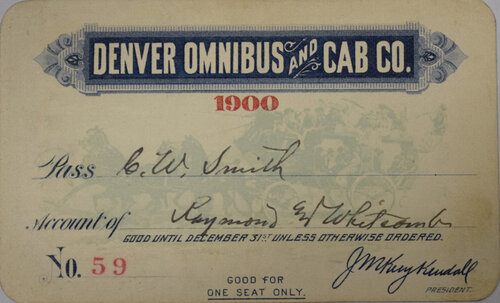 DENVER OMNIBUS AND CAB CO.
1900
Pass C. W. Smith
Account of Raymond & Whitcomb
GOOD UNTIL DECEMBER 31ST UNLESS OTHERWISE ORDERED.
No. 59
GOOD FOR
ONE SEAT ONLY.
PRESIDENT.